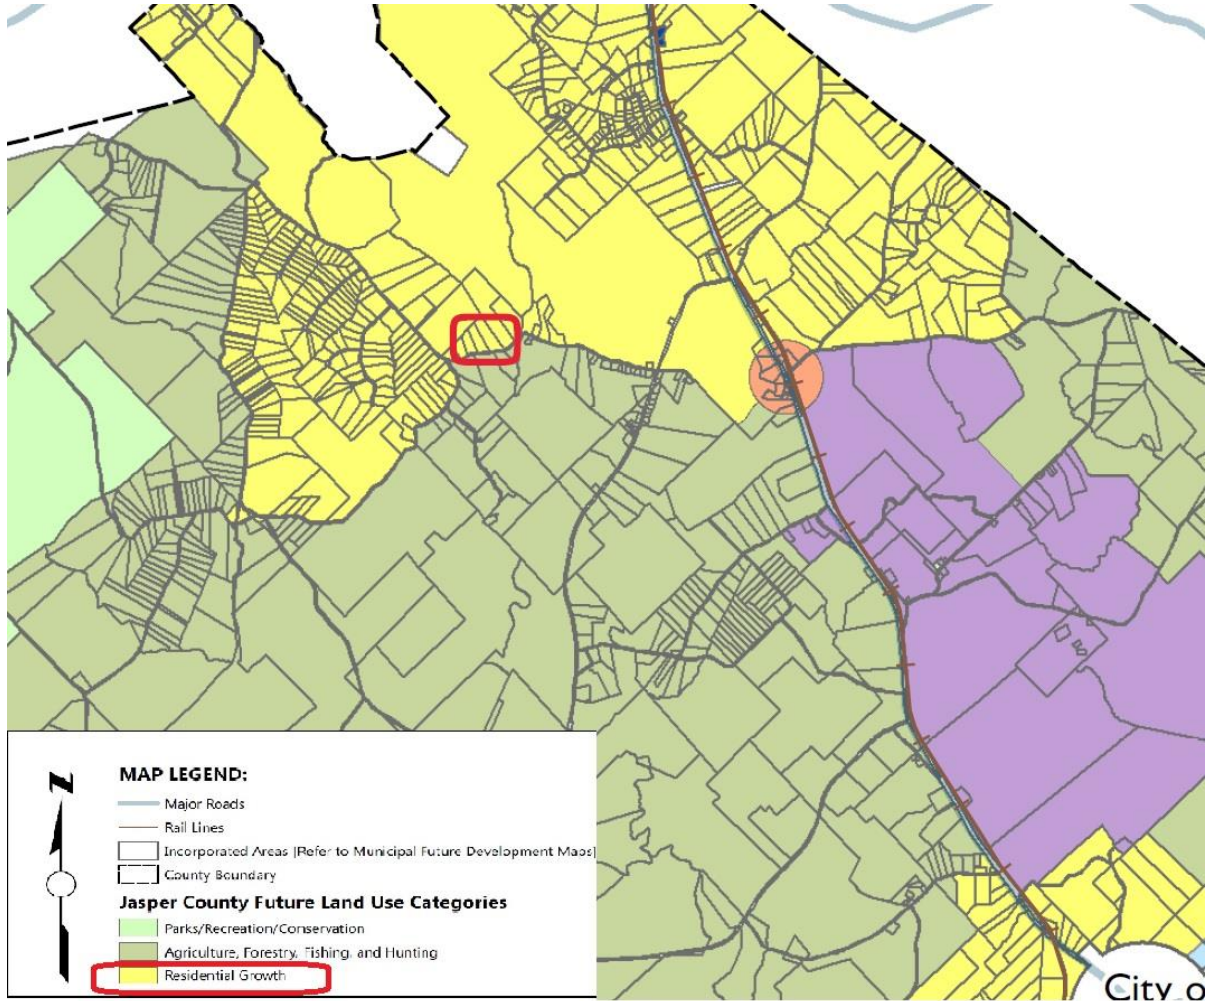 MAP LEGEND:
Major Roads
Rail Lines
Incorporated Areas [Refer to Municipal Future Development Maps]
County Boundary
Jasper County Future Land Use Categories
Parks/Recreation/Conservation
Agriculture, Forestry, Fishing, and Hunting
Residential Growth
N
City o